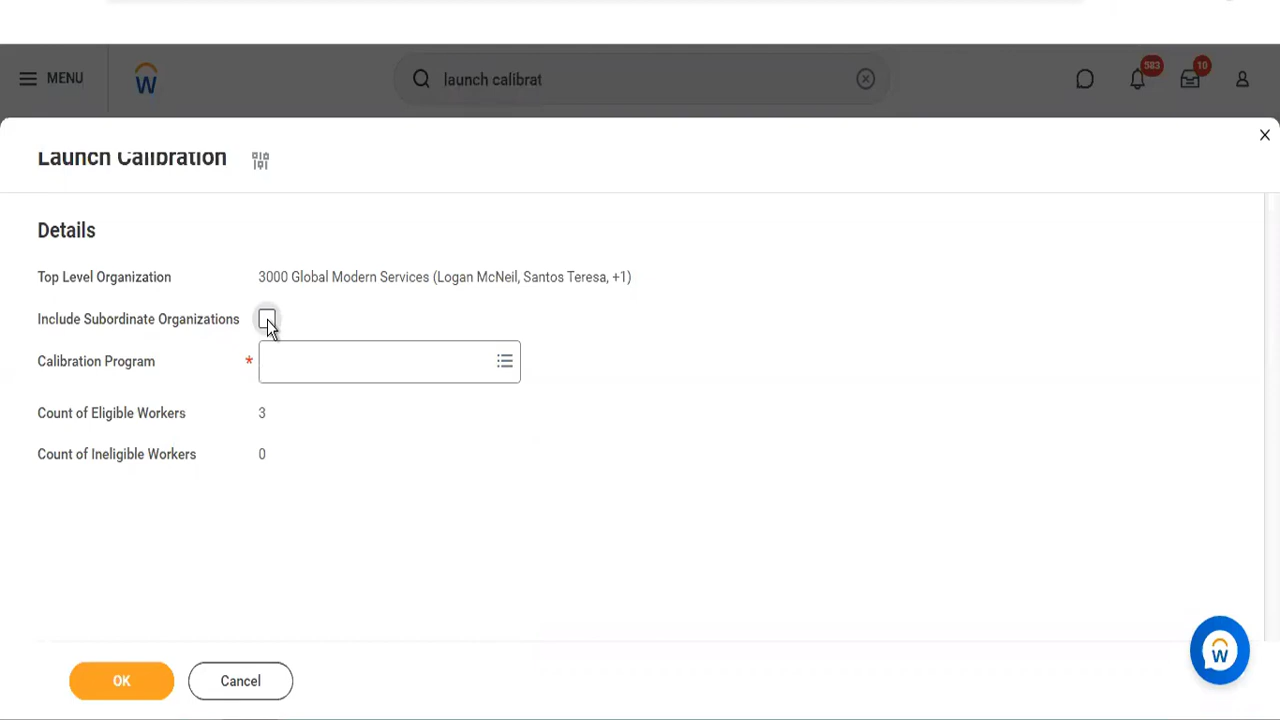 MENU
launch calibrat
583
10
Launch Calibration
Details
Top Level Organization
3000 Global Modern Services (Logan McNeil, Santos Teresa, +1)
Include Subordinate Organizations
Calibration Program *
Count of Eligible Workers
3
Count of Ineligible Workers
0
OK
Cancel